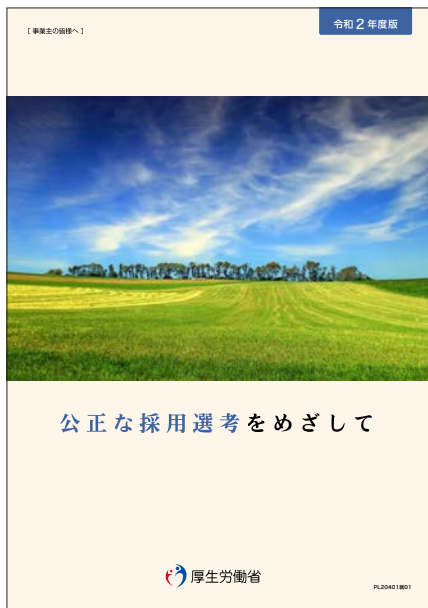 [ 事業主の皆様へ ]
令和2年度版
公正な採用選考をめざして
厚生労働省
PL20401雇01